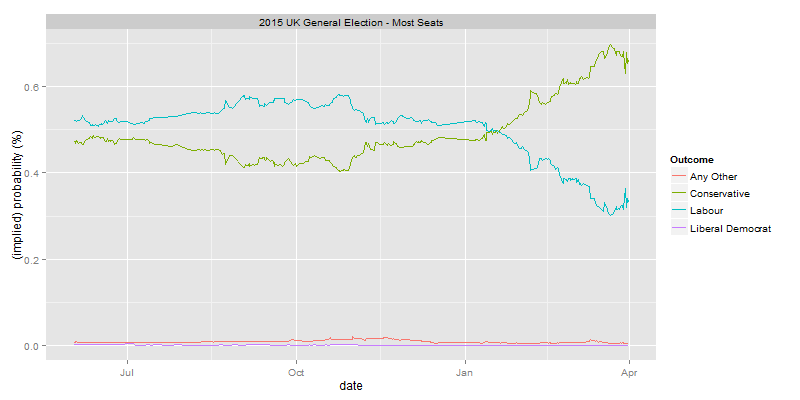 2015 UK General Election - Most Seats
(implied) probability (%)
0.6
0.4
0.2
0.0
Jul
Oct
Jan
Apr
date
Outcome
Any Other
Conservative
Labour
Liberal Democrat